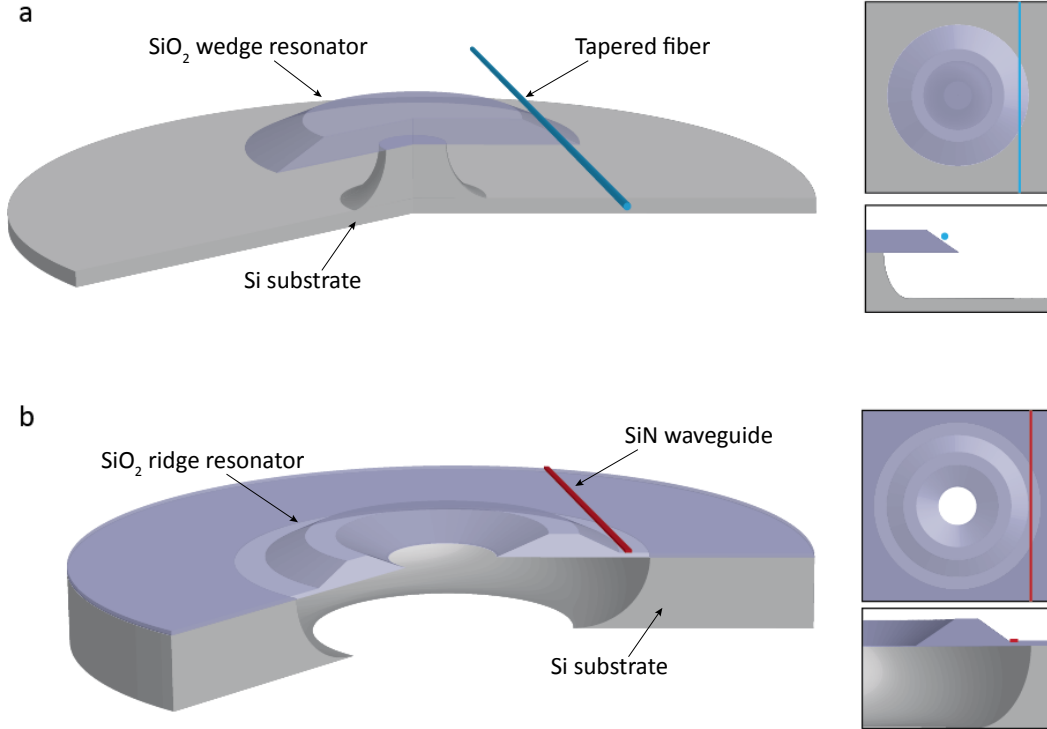 a
SiO₂ wedge resonator
Tapered fiber
Si substrate
b
SiN waveguide
SiO₂ ridge resonator
Si substrate